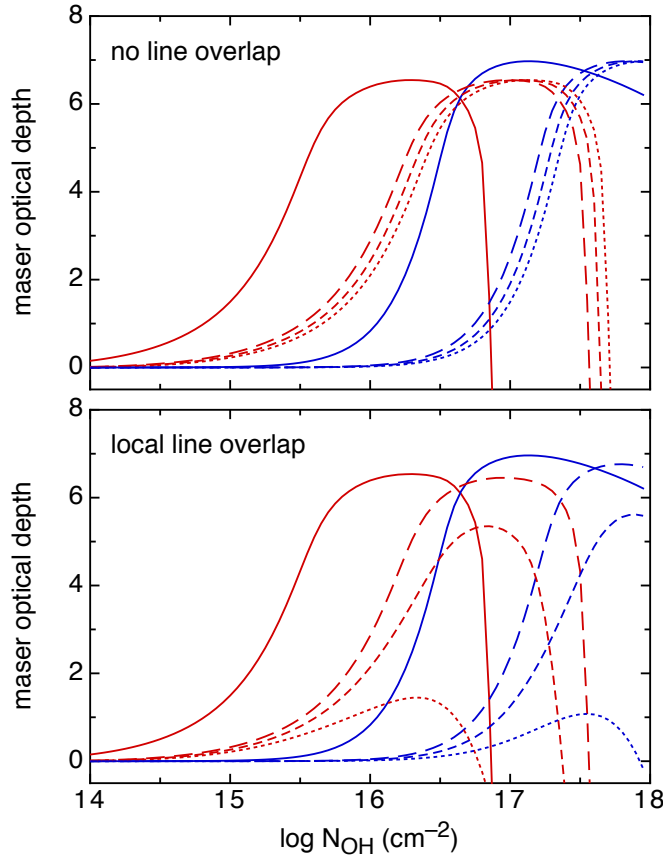 no line overlap
8
6
4
2
0
maser optical depth
local line overlap
8
6
4
2
0
maser optical depth
14 15 16 17 18
log N_OH (cm⁻²)